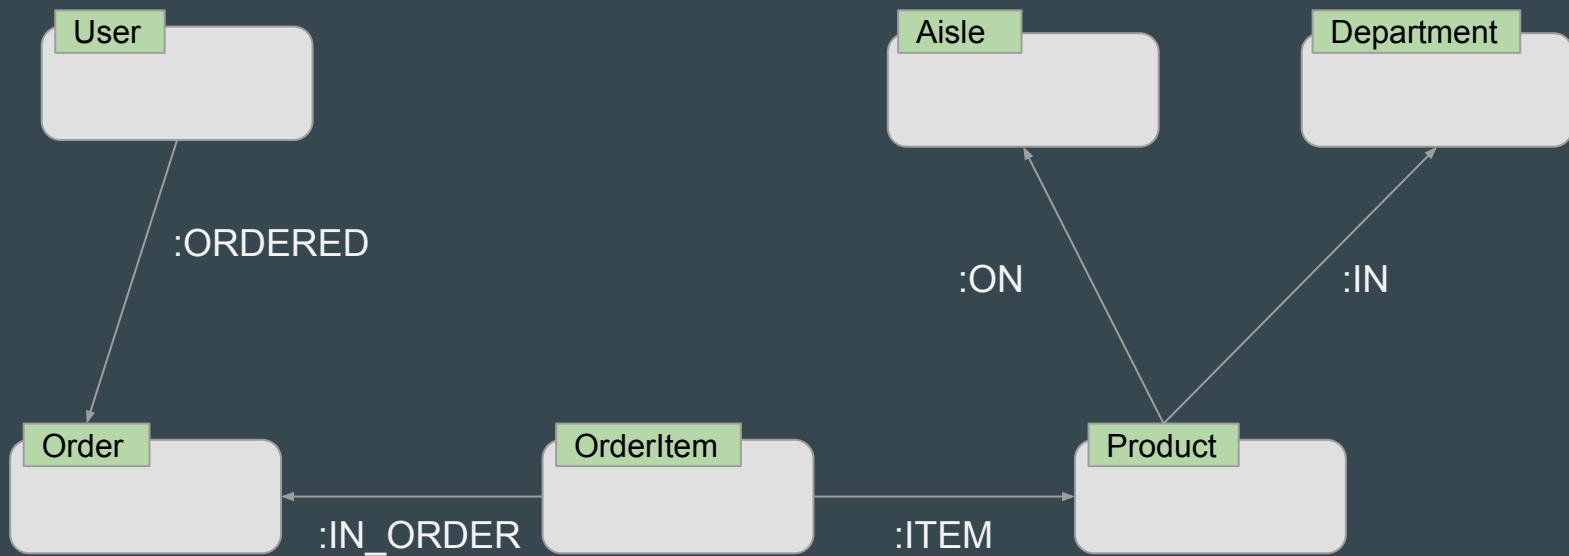 User
Aisle
Department
:ORDERED
:ON
:IN
Order
OrderItem
Product
:IN_ORDER
:ITEM